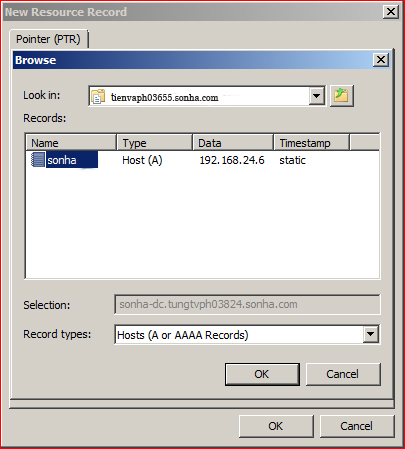 New Resource Record
Pointer (PTR)
Browse
Look in: tienvaph03655.sonha.com
Records:
Name Type Data Timestamp
sonha Host (A) 192.168.24.6 static
Selection: sonha-dc.tungtvph03824.sonha.com
Record types: Hosts (A or AAAA Records)
OK Cancel
OK Cancel